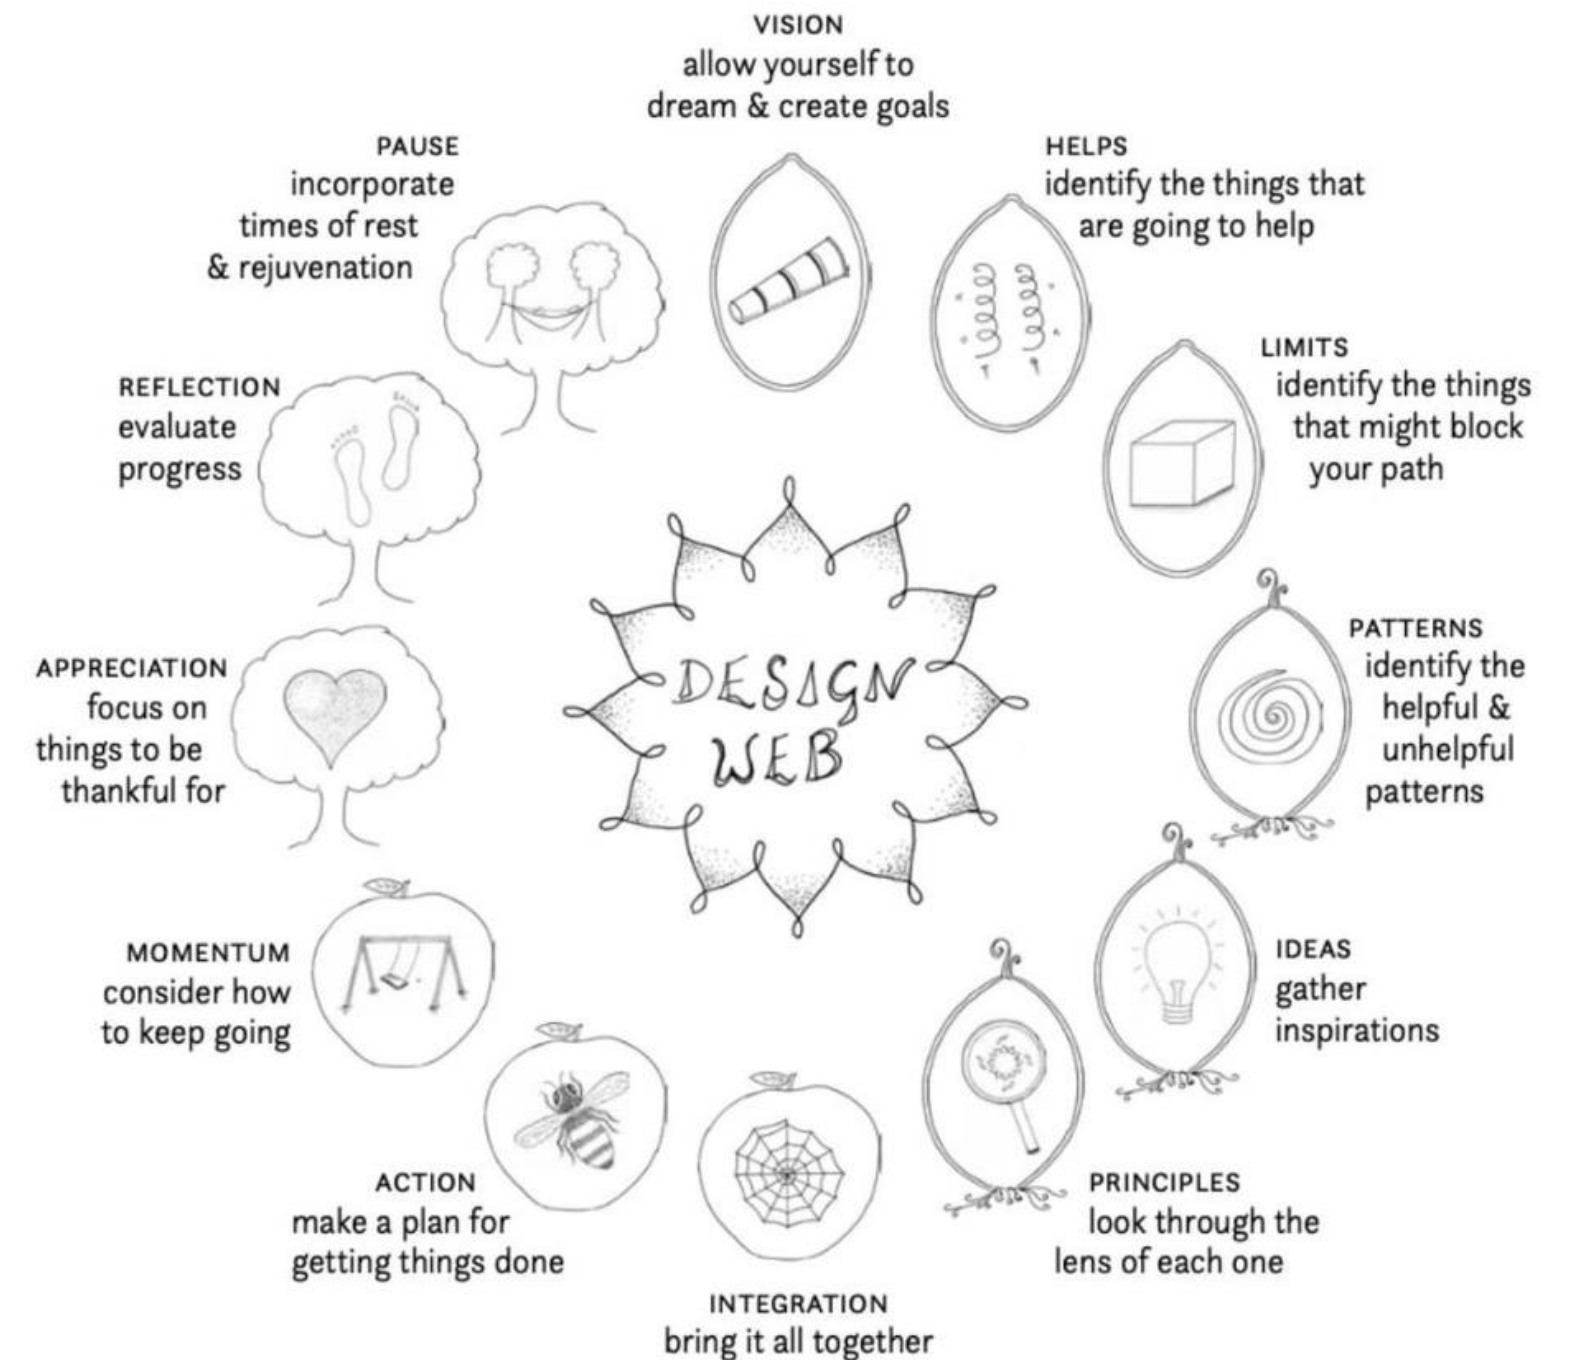 VISION
allow yourself to
dream & create goals
HELPS
identify the things that
are going to help
LIMITS
identify the things
that might block
your path
PATTERNS
identify the
helpful &
unhelpful
patterns
IDEAS
gather
inspirations
PRINCIPLES
look through the
lens of each one
INTEGRATION
bring it all together
ACTION
make a plan for
getting things done
MOMENTUM
consider how
to keep going
APPRECIATION
focus on
things to be
thankful for
REFLECTION
evaluate
progress
PAUSE
incorporate
times of rest
& rejuvenation
DESIGN
WEB